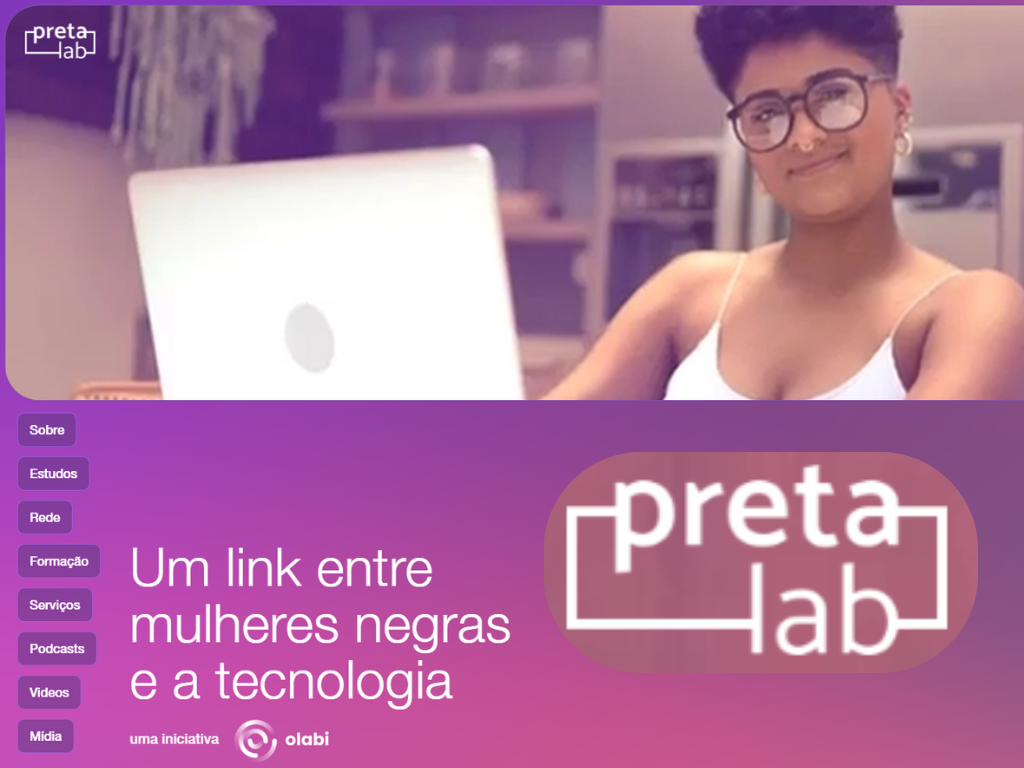 preta
lab
Sobre
Estudos
Rede
Formação
Serviços
Podcasts
Videos
Mídia
Um link entre
mulheres negras
e a tecnologia
uma iniciativa olabi
preta
lab